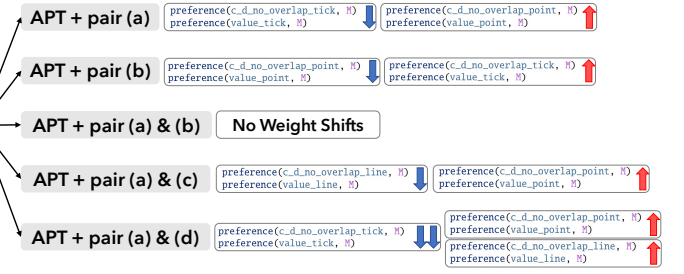 APT + pair (a)
preference(c_d_no_overlap_tick, M)
preference(value_tick, M)
preference(c_d_no_overlap_point, M)
preference(value_point, M)
APT + pair (b)
preference(c_d_no_overlap_point, M)
preference(value_point, M)
preference(c_d_no_overlap_tick, M)
preference(value_tick, M)
APT + pair (a) & (b)
No Weight Shifts
APT + pair (a) & (c)
preference(c_d_no_overlap_line, M)
preference(value_line, M)
preference(c_d_no_overlap_point, M)
preference(value_point, M)
APT + pair (a) & (d)
preference(c_d_no_overlap_tick, M)
preference(value_tick, M)
preference(c_d_no_overlap_point, M)
preference(value_point, M)
preference(c_d_no_overlap_line, M)
preference(value_line, M)